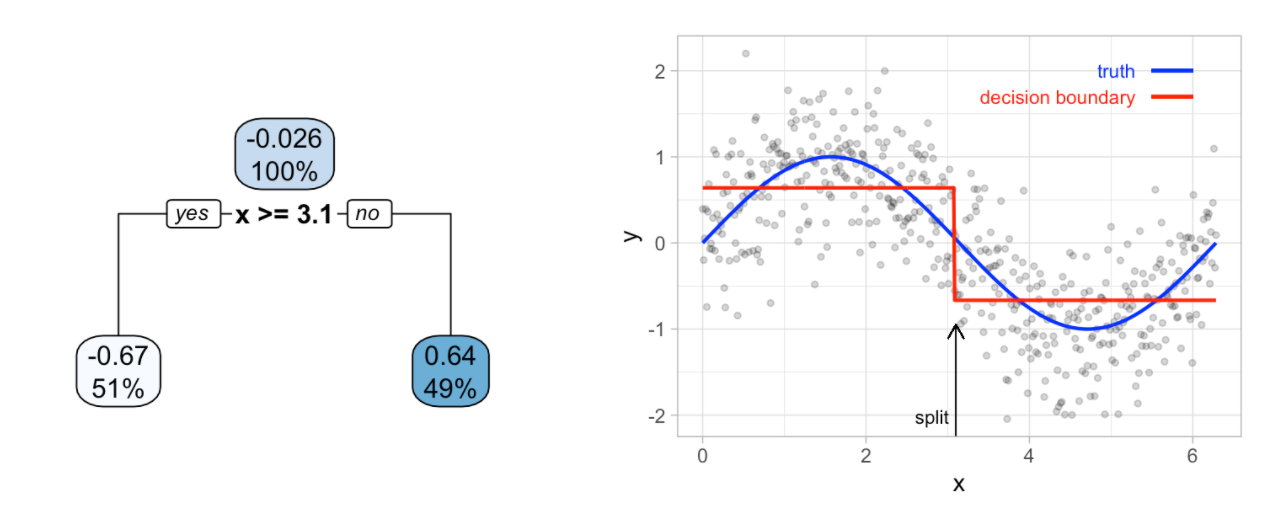 -0.026
100%
yes x >= 3.1 no
-0.67
51%
0.64
49%
truth
decision boundary
split
2
1
0
-1
-2
y
0 2 4 6
x